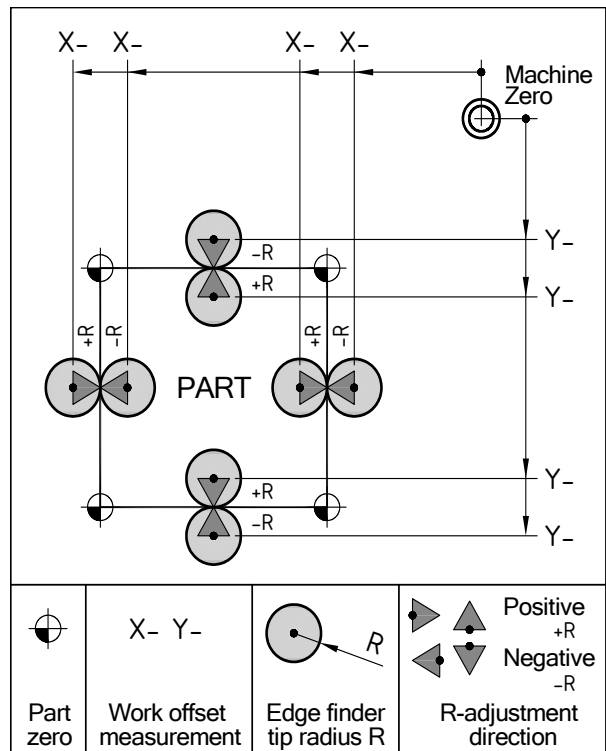 X- X- X- X-
Machine
Zero
-R
Y-
+R
Y-
+R -R
+R -R
PART
+R
Y-
-R
Y-
X- Y-
R
Positive
+R
Negative
-R
Part
zero
Work offset
measurement
Edge finder
tip radius R
R-adjustment
direction